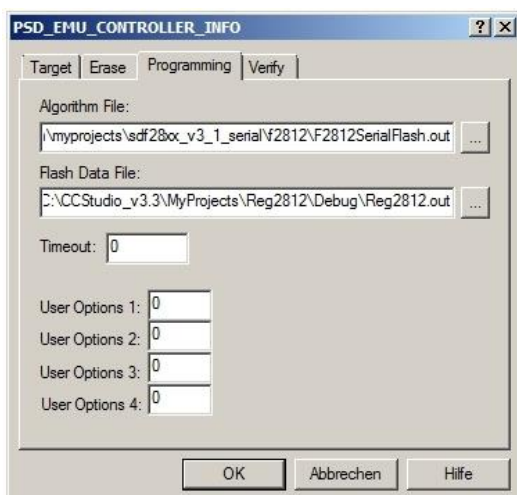 PSD_EMU_CONTROLLER_INFO
Target Erase Programming Verify
Algorithm File:
\myprojects\sdf28xx_v3_1_serial\f2812\F2812SerialFlash.out ...
Flash Data File:
C:\CCStudio_v3.3\MyProjects\Reg2812\Debug\Reg2812.out ...
Timeout: 0
User Options 1: 0
User Options 2: 0
User Options 3: 0
User Options 4: 0
OK Abbrechen Hilfe